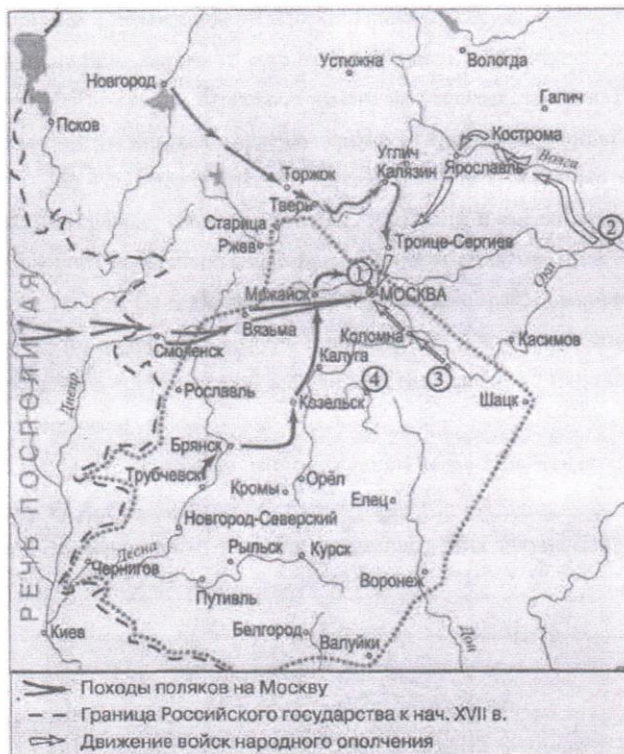 Устюжна
Вологда
Новгород
Галич
Псков
Кострома
Углич
Калязин
Ярославль
Волга
Торжок
Тверь
2
Старица
Троице-Сергиев
Ржева
Ока
1
Можайск
МОСКВА
Вязьма
Смоленск
Коломна
Касимов
Калуга
Днепр
Рославль
4
3
Козельск
Шацк
Брянск
РЕЧЬ ПОСПОЛИТАЯ
Трубчевск
Орёл
Кромы
Елец
Новгород-Северский
Десна
Рыльск
Курск
Чернигов
Воронеж
Путивль
Киев
Белгород
Дон
Валуйки
Походы поляков на Москву
Граница Российского государства к нач. XVII в.
Движение войск народного ополчения